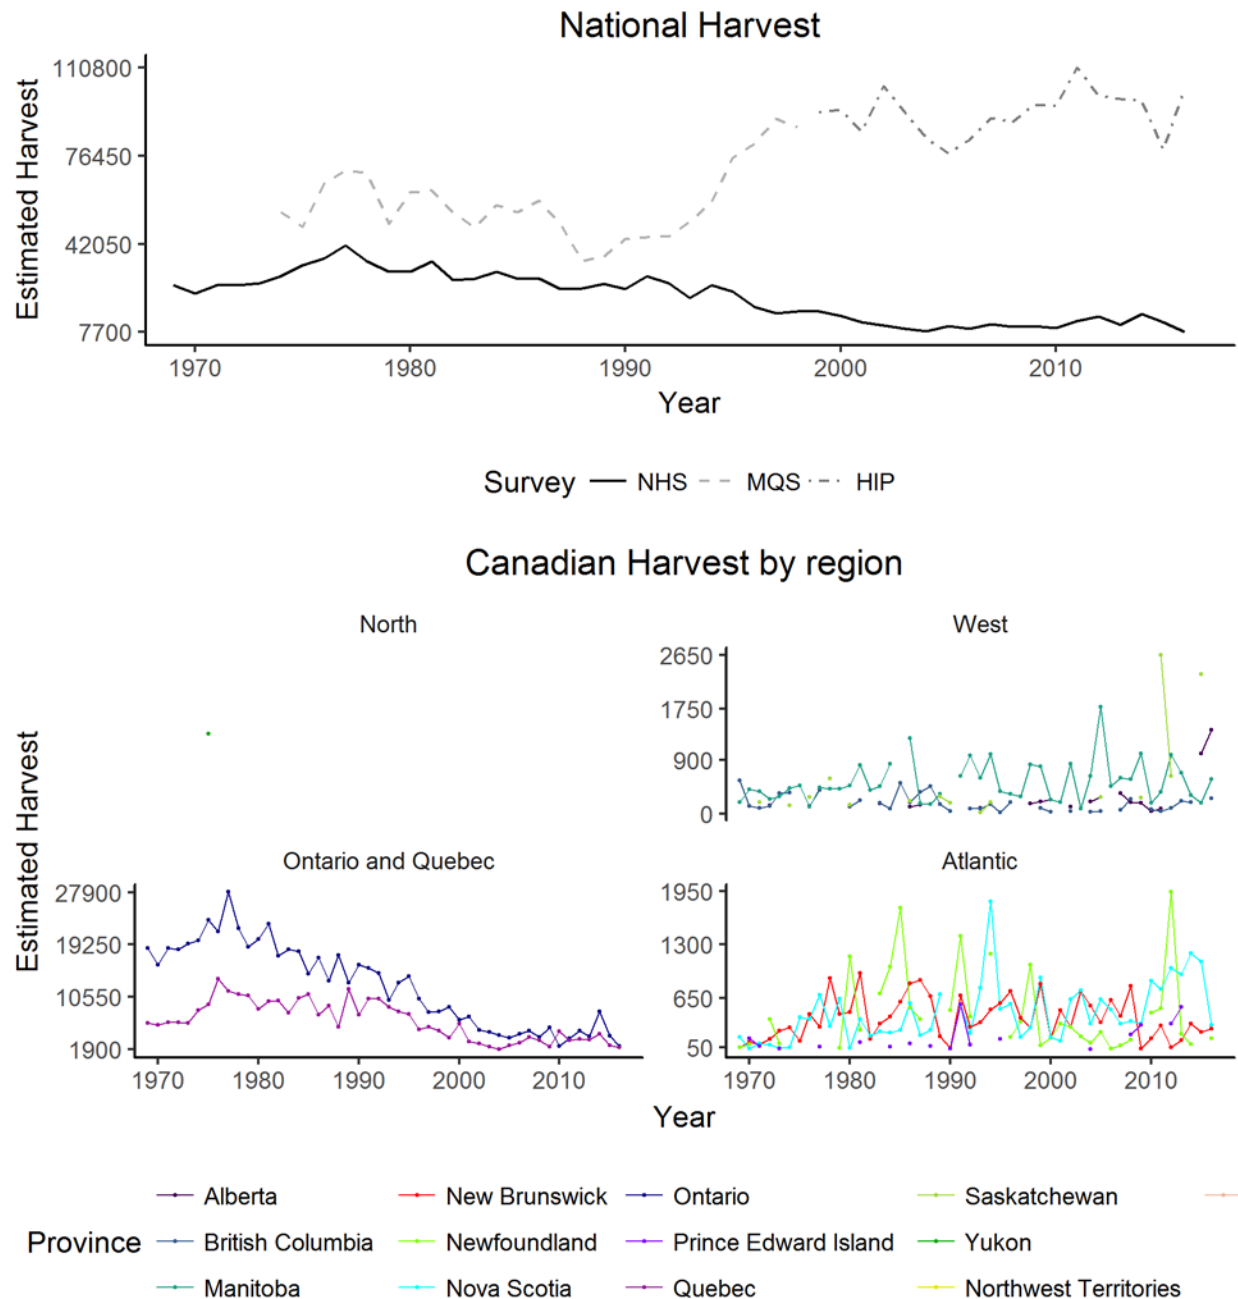 National Harvest
110800
76450
42050
7700
Estimated Harvest
1970 1980 1990 2000 2010
Year
Survey NHS MQS HIP
Canadian Harvest by region
North West
2650
1750
900
0
Estimated Harvest
Ontario and Quebec Atlantic
27900 1950
19250 1300
10550 650
1900 50
1970 1980 1990 2000 2010 1970 1980 1990 2000 2010
Year
Alberta New Brunswick Ontario Saskatchewan
Province British Columbia Newfoundland Prince Edward Island Yukon
Manitoba Nova Scotia Quebec Northwest Territories